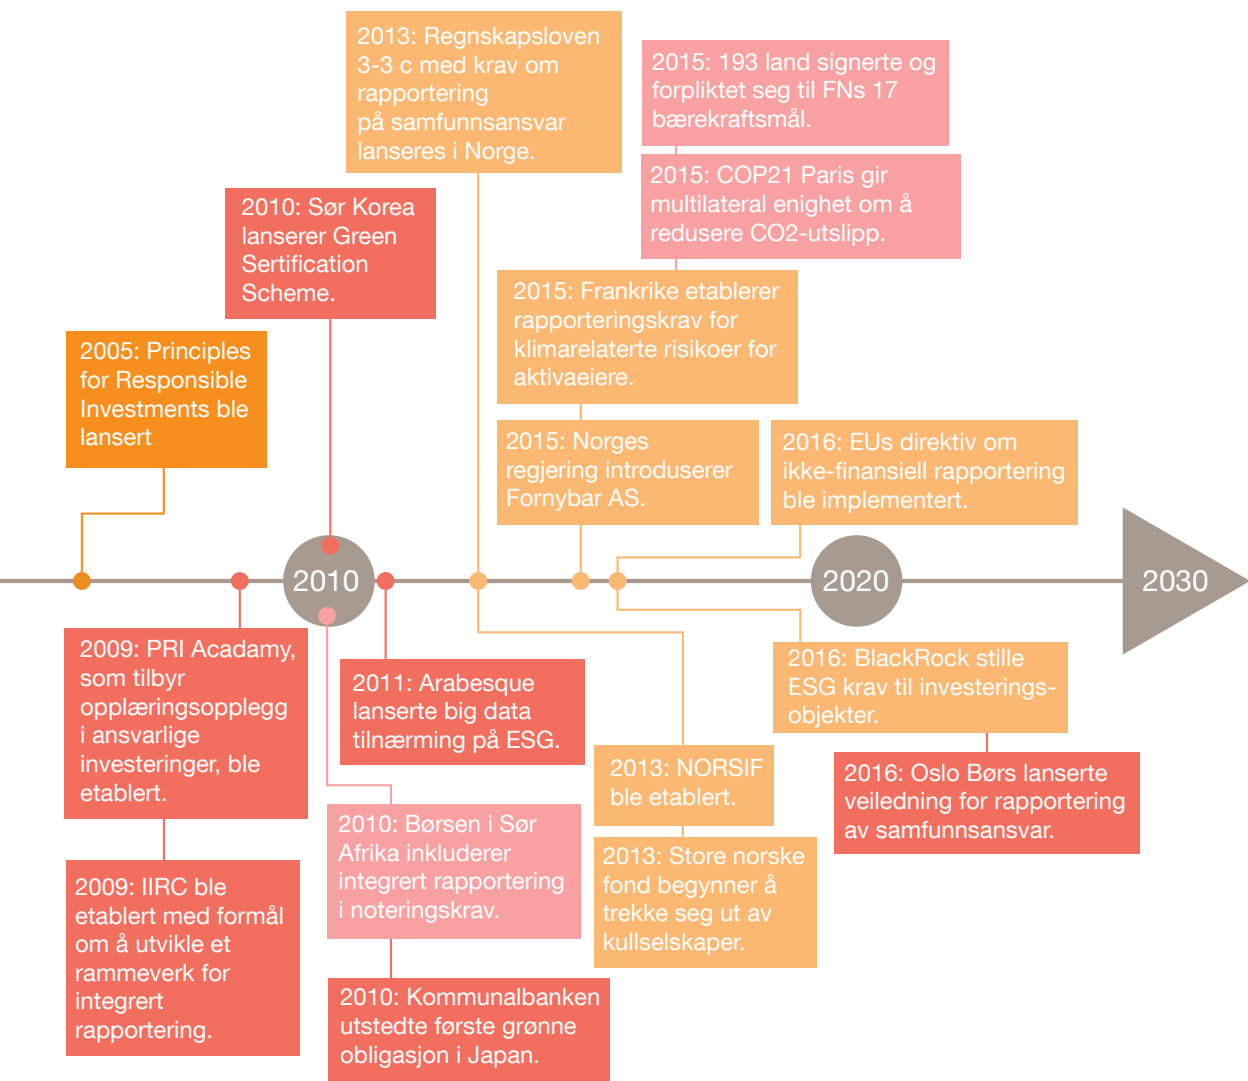 2013: Regnskapsloven
3-3 c med krav om
rapportering
på samfunnsansvar
lanseres i Norge.
2015: 193 land signerte og
forpliktet seg til FNs 17
bærekraftsmål.
2015: COP21 Paris gir
multilateral enighet om å
redusere CO2-utslipp.
2010: Sør Korea
lanserer Green
Sertification
Scheme.
2015: Frankrike etablerer
rapporteringskrav for
klimarelaterte risikoer for
aktivaeiere.
2005: Principles
for Responsible
Investments ble
lansert
2015: Norges
regjering introduserer
Fornybar AS.
2016: EUs direktiv om
ikke-finansiell rapportering
ble implementert.
2010
2020
2030
2009: PRI Acadamy,
som tilbyr
opplæringsopplegg
i ansvarlige
investeringer, ble
etablert.
2011: Arabesque
lanserte big data
tilnærming på ESG.
2016: BlackRock stille
ESG krav til investerings-
objekter.
2013: NORSIF
ble etablert.
2016: Oslo Børs lanserte
veiledning for rapportering
av samfunnsansvar.
2010: Børsen i Sør
Afrika inkluderer
integrert rapportering
i noteringskrav.
2013: Store norske
fond begynner å
trekke seg ut av
kullselskaper.
2009: IIRC ble
etablert med formål
om å utvikle et
rammeverk for
integrert
rapportering.
2010: Kommunalbanken
utstedte første grønne
obligasjon i Japan.